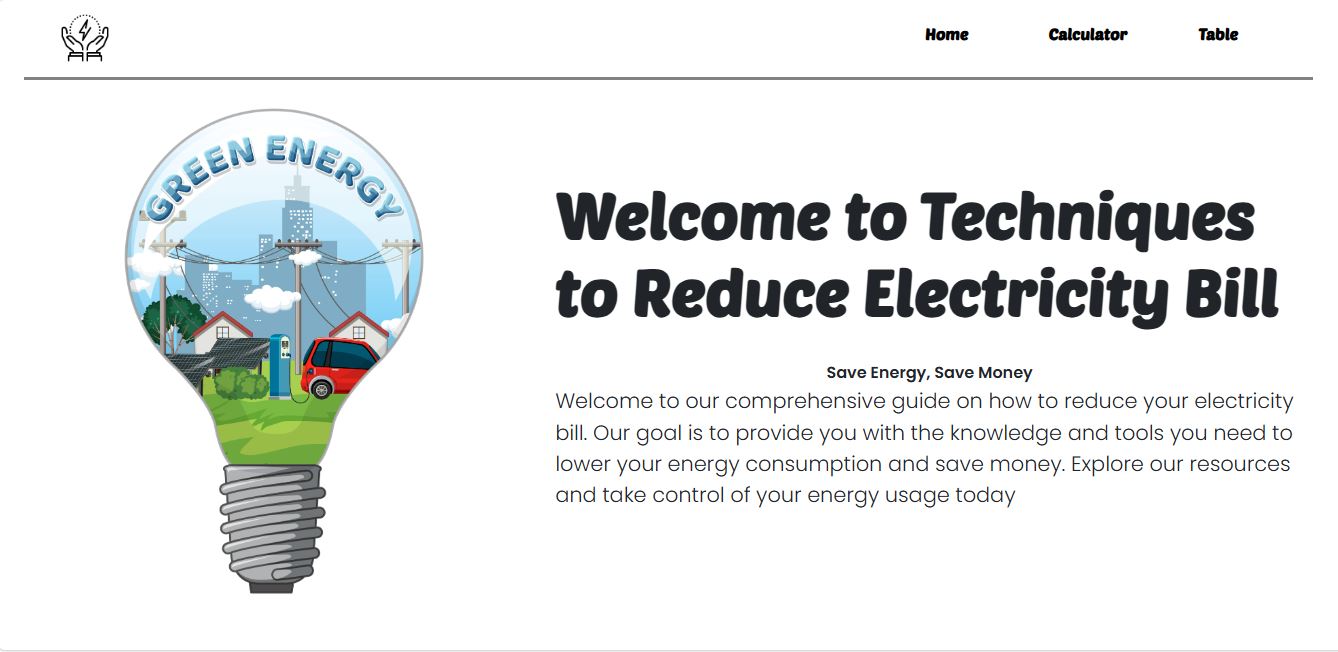 Home Calculator Table
GREEN ENERGY
Welcome to Techniques
to Reduce Electricity Bill
Save Energy, Save Money
Welcome to our comprehensive guide on how to reduce your electricity
bill. Our goal is to provide you with the knowledge and tools you need to
lower your energy consumption and save money. Explore our resources
and take control of your energy usage today